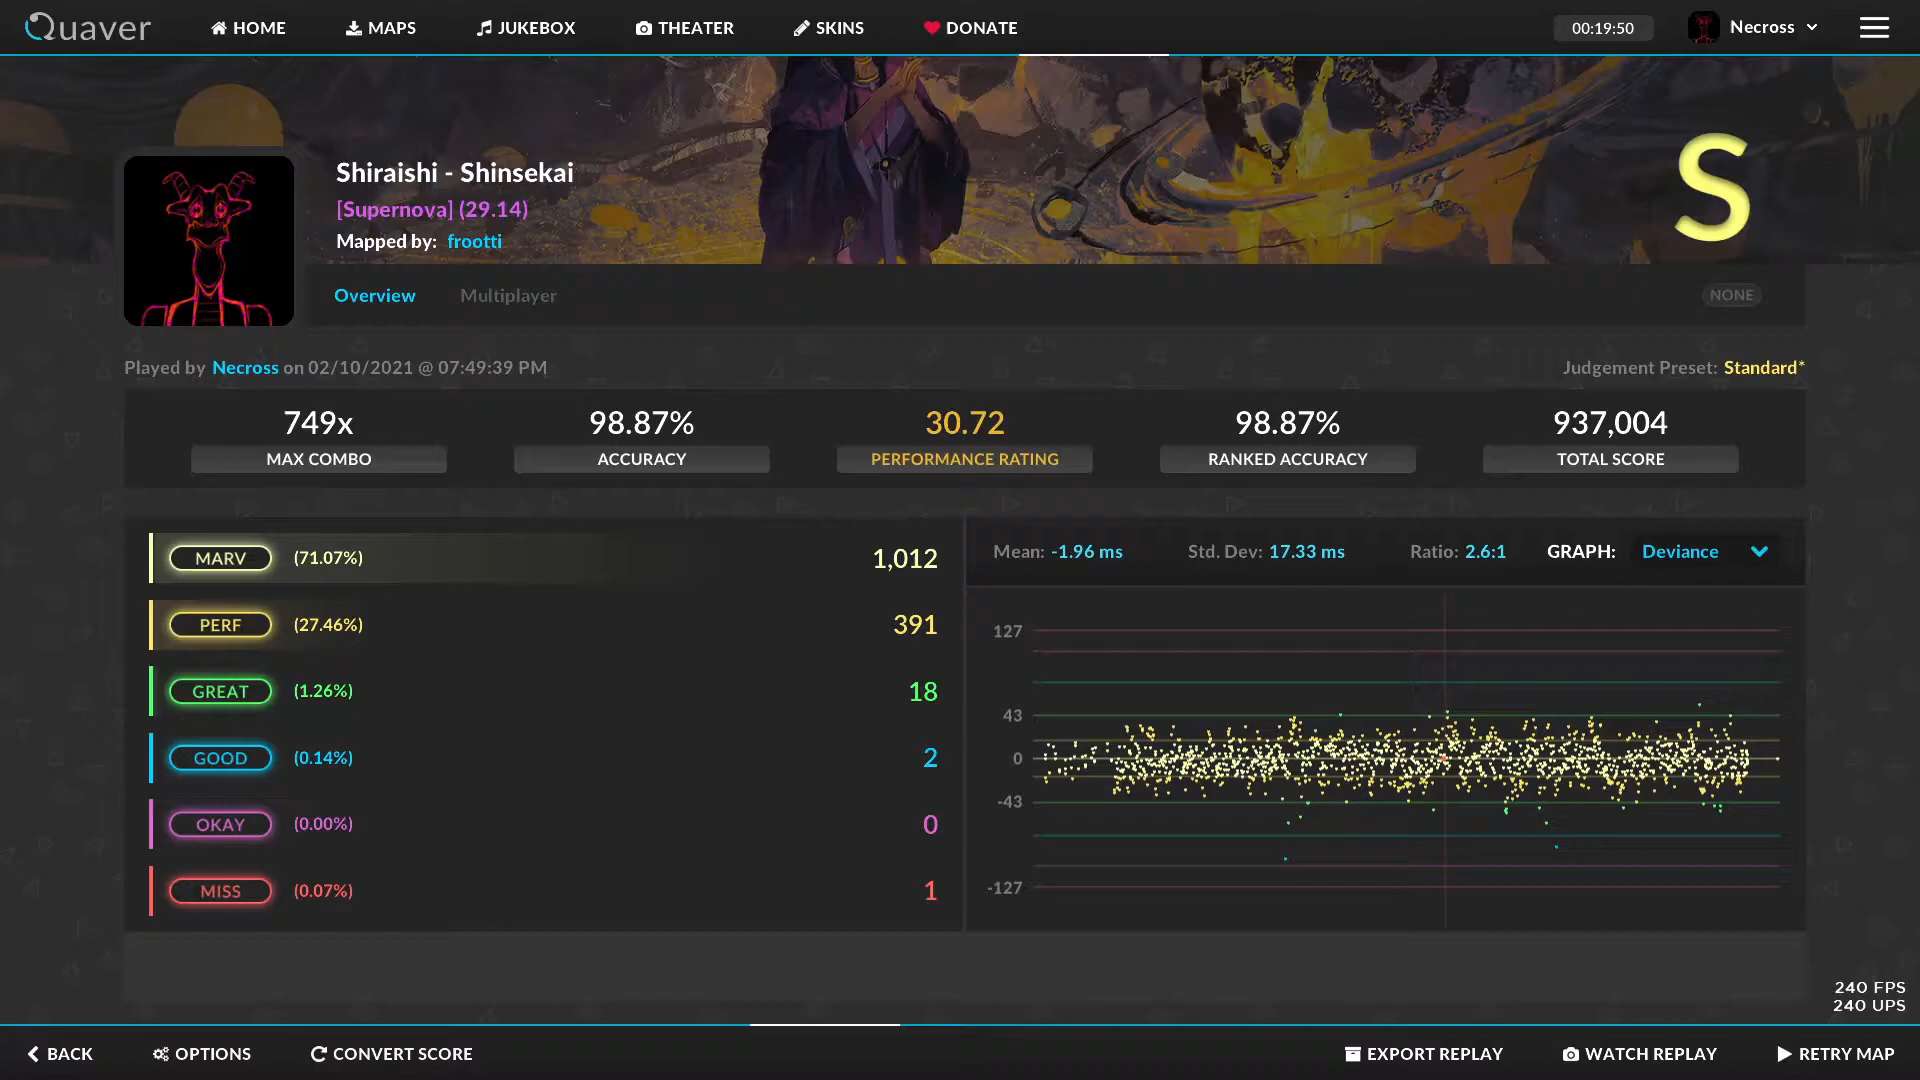 Quaver HOME MAPS JUKEBOX THEATER SKINS DONATE 00:19:50 Necross
Shiraishi - Shinsekai
[Supernova] (29.14)
Mapped by: frootti
S
Overview Multiplayer NONE
Played by Necross on 02/10/2021 @ 07:49:39 PM Judgement Preset: Standard*
749x 98.87% 30.72 98.87% 937,004
MAX COMBO ACCURACY PERFORMANCE RATING RANKED ACCURACY TOTAL SCORE
MARV (71.07%) 1,012
PERF (27.46%) 391
GREAT (1.26%) 18
GOOD (0.14%) 2
OKAY (0.00%) 0
MISS (0.07%) 1
Mean: -1.96 ms Std. Dev: 17.33 ms Ratio: 2.6:1 GRAPH: Deviance
127
43
0
-43
-127
240 FPS
240 UPS
BACK OPTIONS CONVERT SCORE EXPORT REPLAY WATCH REPLAY RETRY MAP